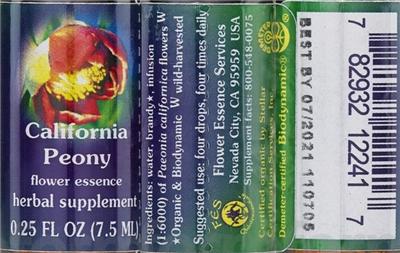 California
Peony
flower essence
herbal supplement
0.25 FL OZ (7.5 ML)
Ingredients: water, brandy★, infusion
(1:6000) of Paeonia californica flowers W
★Organic & Biodynamic W wild-harvested
Suggested use: four drops, four times daily
FES
Flower Essence Services
Nevada City, CA 95959 USA
Supplement facts: 800-548-0075
Certified organic by Stellar
Certification Services, Inc.
Demeter certified Biodynamic®
BEST BY 07/2021 110705
7 82932 12241 7